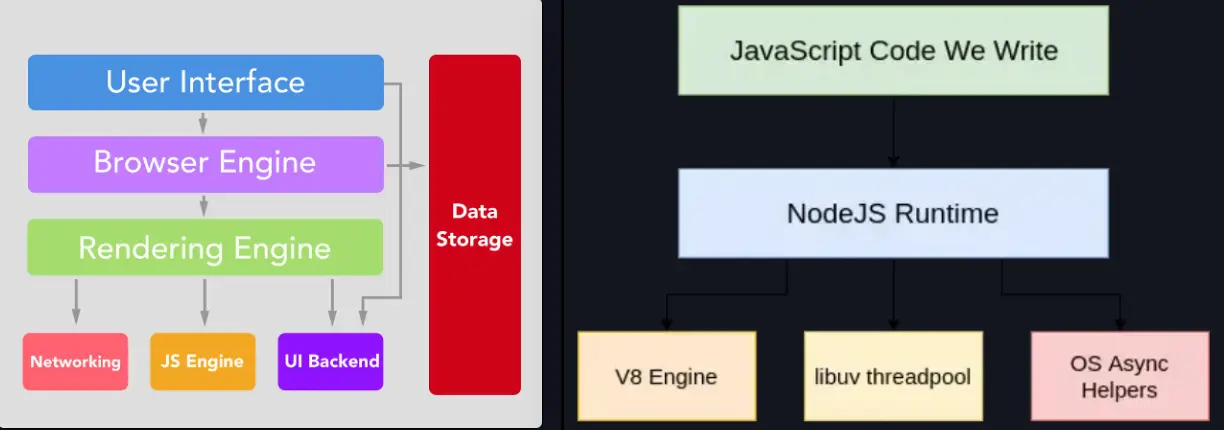 User Interface
Browser Engine
Rendering Engine
Networking
JS Engine
UI Backend
Data
Storage
JavaScript Code We Write
NodeJS Runtime
V8 Engine
libuv threadpool
OS Async
Helpers